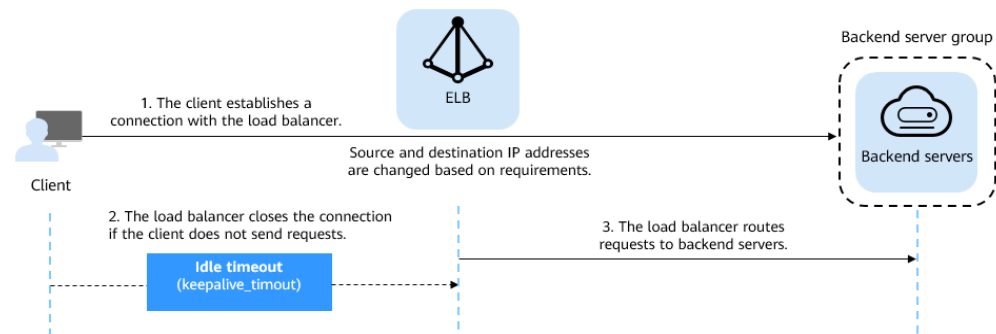 Backend server group
ELB
1. The client establishes a
connection with the load balancer.
Source and destination IP addresses
are changed based on requirements.
Backend servers
Client
2. The load balancer closes the connection
if the client does not send requests.
3. The load balancer routes
requests to backend servers.
Idle timeout
(keepalive_timout)